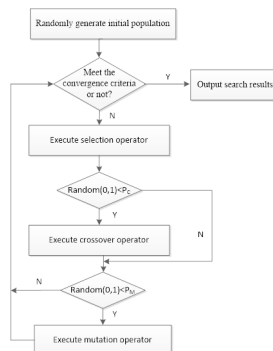 Randomly generate initial population
Meet the
convergence criteria
or not?
Y
Output search results
N
Execute selection operator
Random(0,1)<Pc
Y
Execute crossover operator
N
N
Random(0,1)<PM
Y
Execute mutation operator